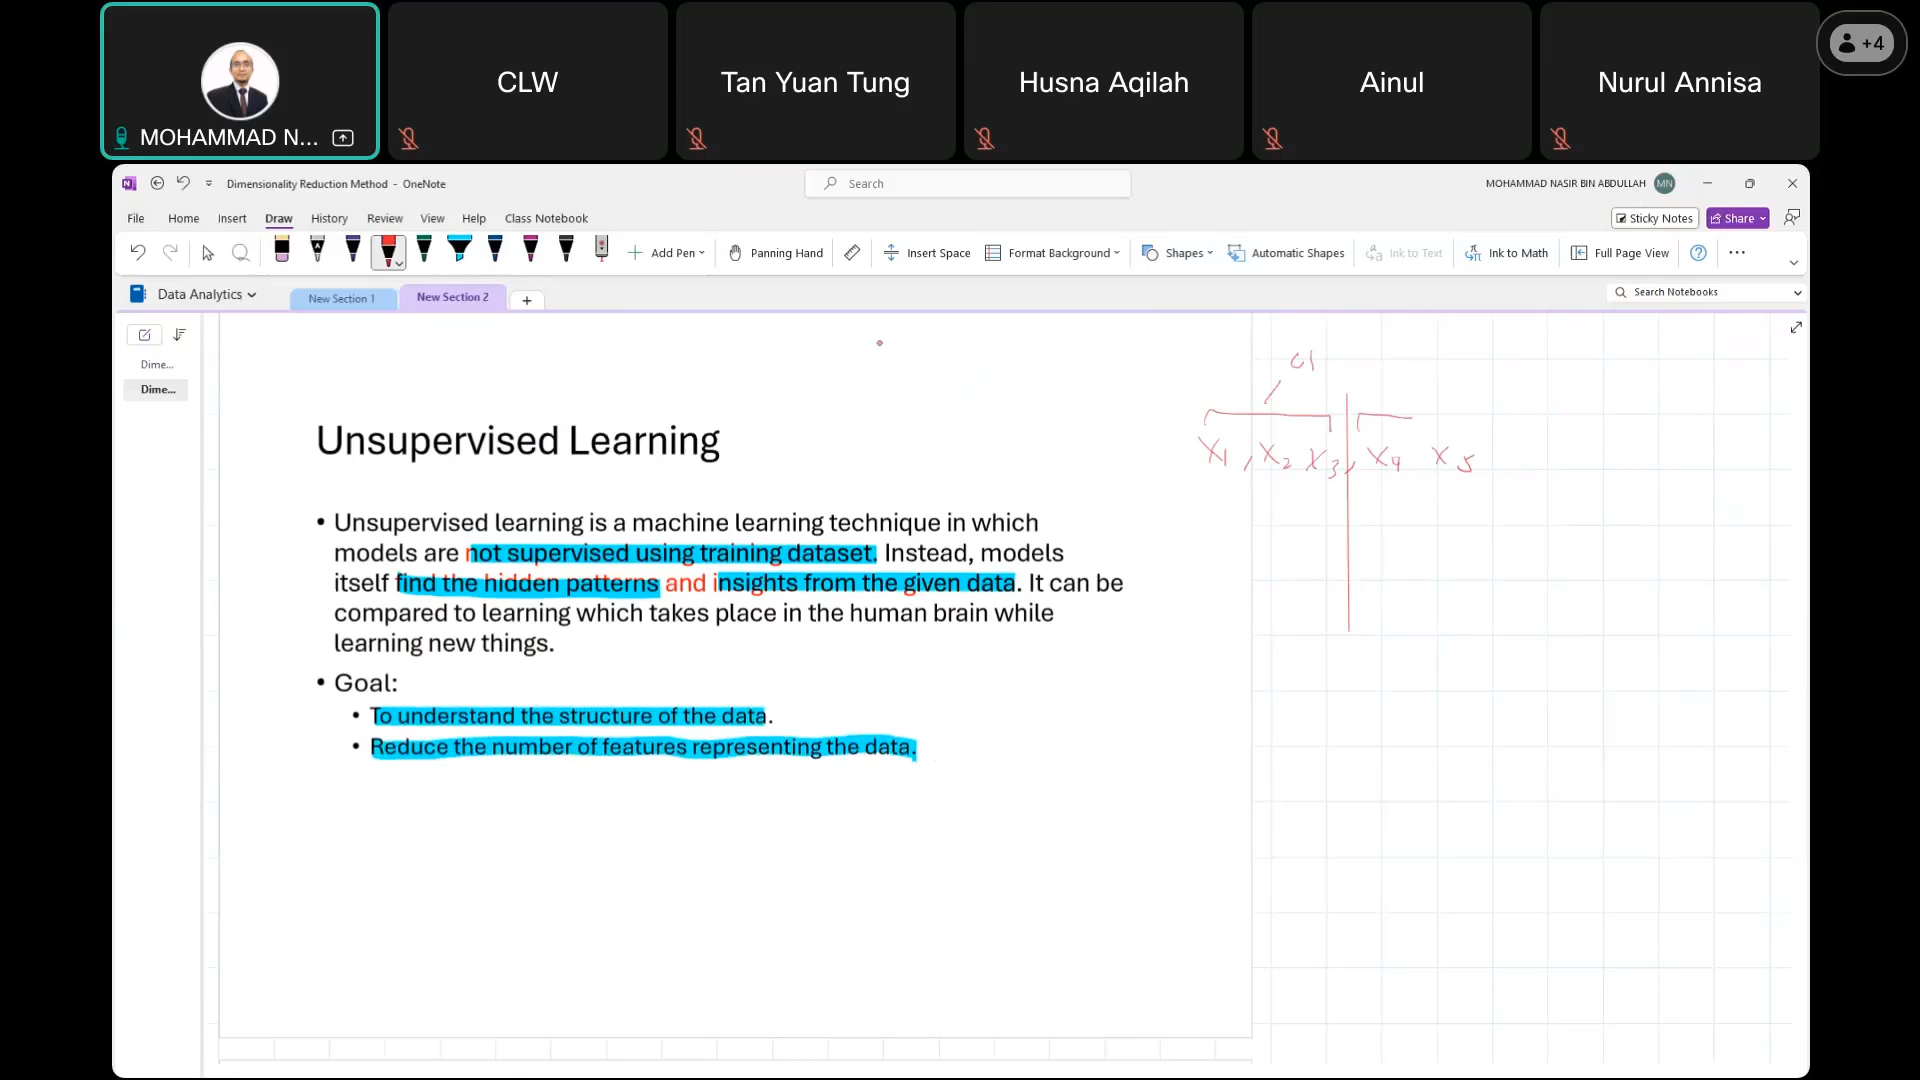 CLW
Tan Yuan Tung
Husna Aqilah
Ainul
Nurul Annisa
+4
MOHAMMAD N...
Dimensionality Reduction Method - OneNote
Search
MOHAMMAD NASIR BIN ABDULLAH
MN
File Home Insert Draw History Review View Help Class Notebook
Sticky Notes
Share
Add Pen
Panning Hand
Insert Space
Format Background
Shapes
Automatic Shapes
Ink to Text
Ink to Math
Full Page View
Data Analytics
New Section 1
New Section 2
Search Notebooks
Dime...
Dime...
C1
X1, X2 X3, X4 X5
Unsupervised Learning
• Unsupervised learning is a machine learning technique in which
models are not supervised using training dataset. Instead, models
itself find the hidden patterns and insights from the given data. It can be
compared to learning which takes place in the human brain while
learning new things.
• Goal:
• To understand the structure of the data.
• Reduce the number of features representing the data.